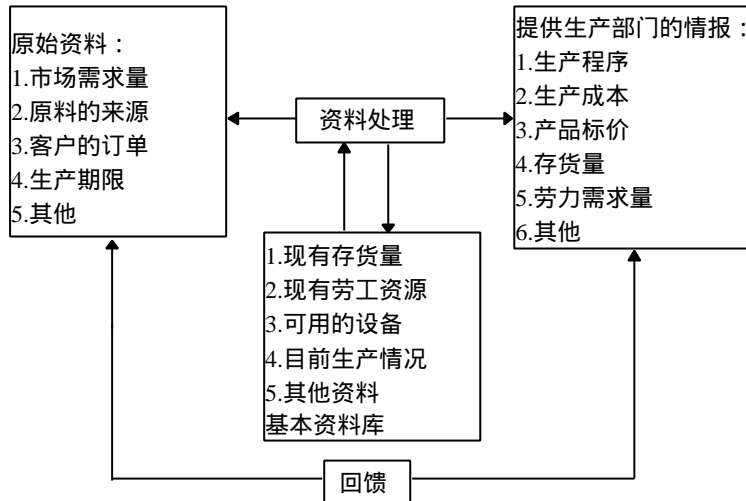 原始资料：
1.市场需求量
2.原料的来源
3.客户的订单
4.生产期限
5.其他
资料处理
提供生产部门的情报：
1.生产程序
2.生产成本
3.产品标价
4.存货量
5.劳力需求量
6.其他
1.现有存货量
2.现有劳工资源
3.可用的设备
4.目前生产情况
5.其他资料
基本资料库
回馈